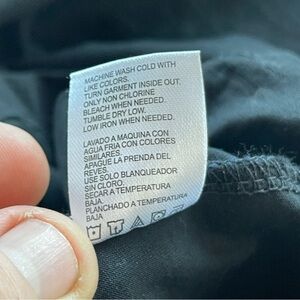 MACHINE WASH COLD WITH
LIKE COLORS.
TURN GARMENT INSIDE OUT.
ONLY NON CHLORINE
BLEACH WHEN NEEDED.
TUMBLE DRY LOW.
LOW IRON WHEN NEEDED.
LAVADO A MAQUINA CON
AGUA FRIA CON COLORES
SIMILARES.
APAGUE LA PRENDA DEL
REVES.
USE SOLO BLANQUEADOR
SIN CLORO.
SECAR A TEMPERATURA
BAJA.
PLANCHADO A TEMPERATURA
BAJA